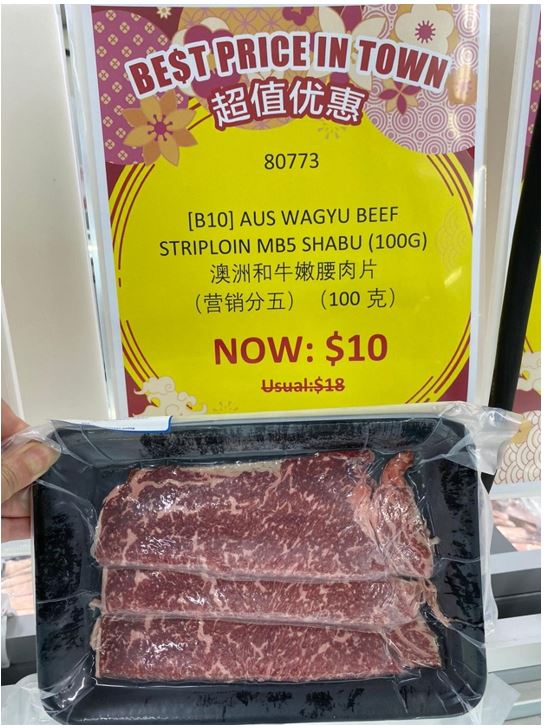 BE$T PRICE IN TOWN
超值优惠
80773
[B10] AUS WAGYU BEEF
STRIPLOIN MB5 SHABU (100G)
澳洲和牛嫩腰肉片
（营销分五）（100 克）
NOW: $10
Usual:$18